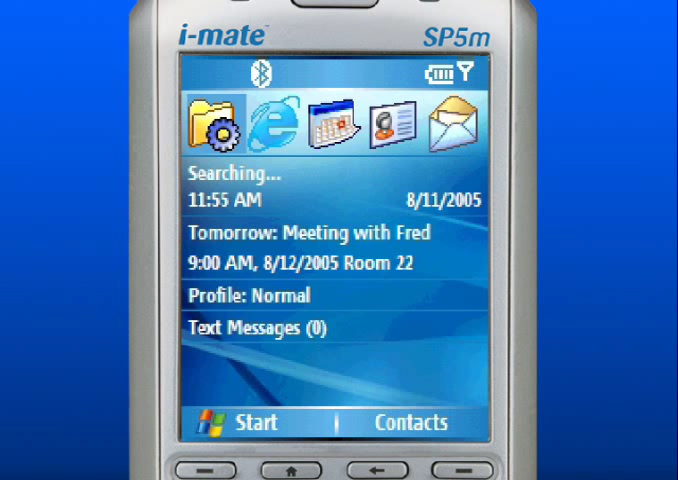 i-mate SP5m
Searching...
11:55 AM 8/11/2005
Tomorrow: Meeting with Fred
9:00 AM, 8/12/2005 Room 22
Profile: Normal
Text Messages (0)
Start Contacts